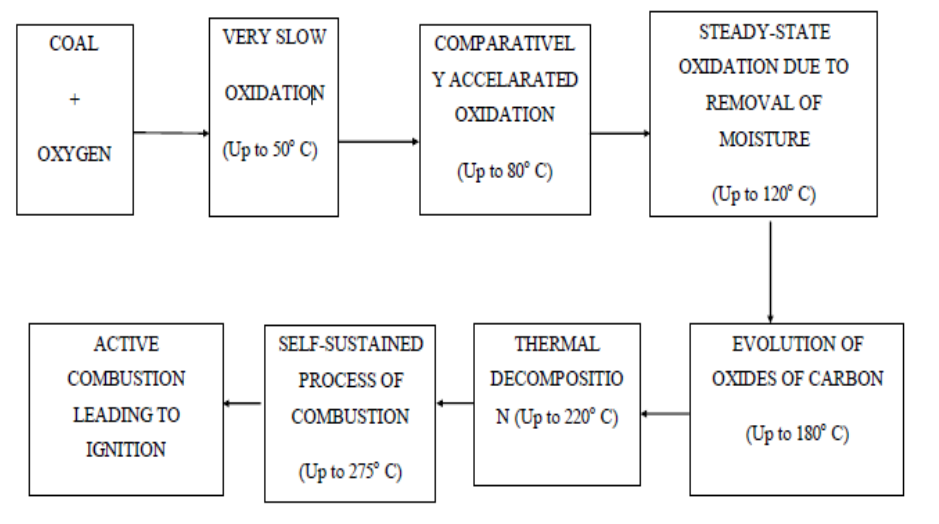 COAL
+
OXYGEN
VERY SLOW
OXIDATION
(Up to 50° C)
COMPARATIVEL
Y ACCELARATED
OXIDATION
(Up to 80° C)
STEADY-STATE
OXIDATION DUE TO
REMOVAL OF
MOISTURE
(Up to 120° C)
EVOLUTION OF
OXIDES OF CARBON
(Up to 180° C)
THERMAL
DECOMPOSITIO
N (Up to 220° C)
SELF-SUSTAINED
PROCESS OF
COMBUSTION
(Up to 275° C)
ACTIVE
COMBUSTION
LEADING TO
IGNITION